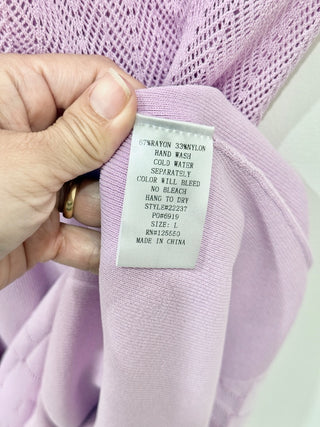 67%RAYON 33%NYLON
HAND WASH
COLD WATER
SEPARATELY
COLOR WILL BLEED
NO BLEACH
HANG TO DRY
STYLE#22237
PO#6919
SIZE: L
RN#125550
MADE IN CHINA